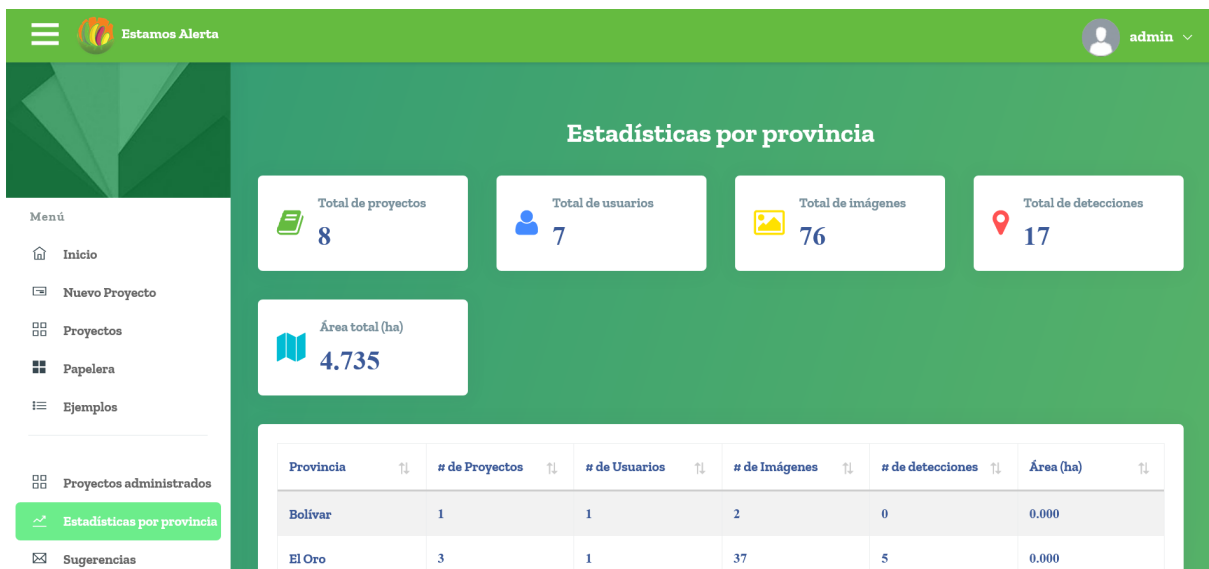 Estamos Alerta
admin
Menú
Inicio
Nuevo Proyecto
Proyectos
Papelera
Ejemplos
Proyectos administrados
Estadísticas por provincia
Sugerencias
Estadísticas por provincia
Total de proyectos
8
Total de usuarios
7
Total de imágenes
76
Total de detecciones
17
Área total (ha)
4.735
Provincia # de Proyectos # de Usuarios # de Imágenes # de detecciones Área (ha)
Bolívar 1 1 2 0 0.000
El Oro 3 1 37 5 0.000